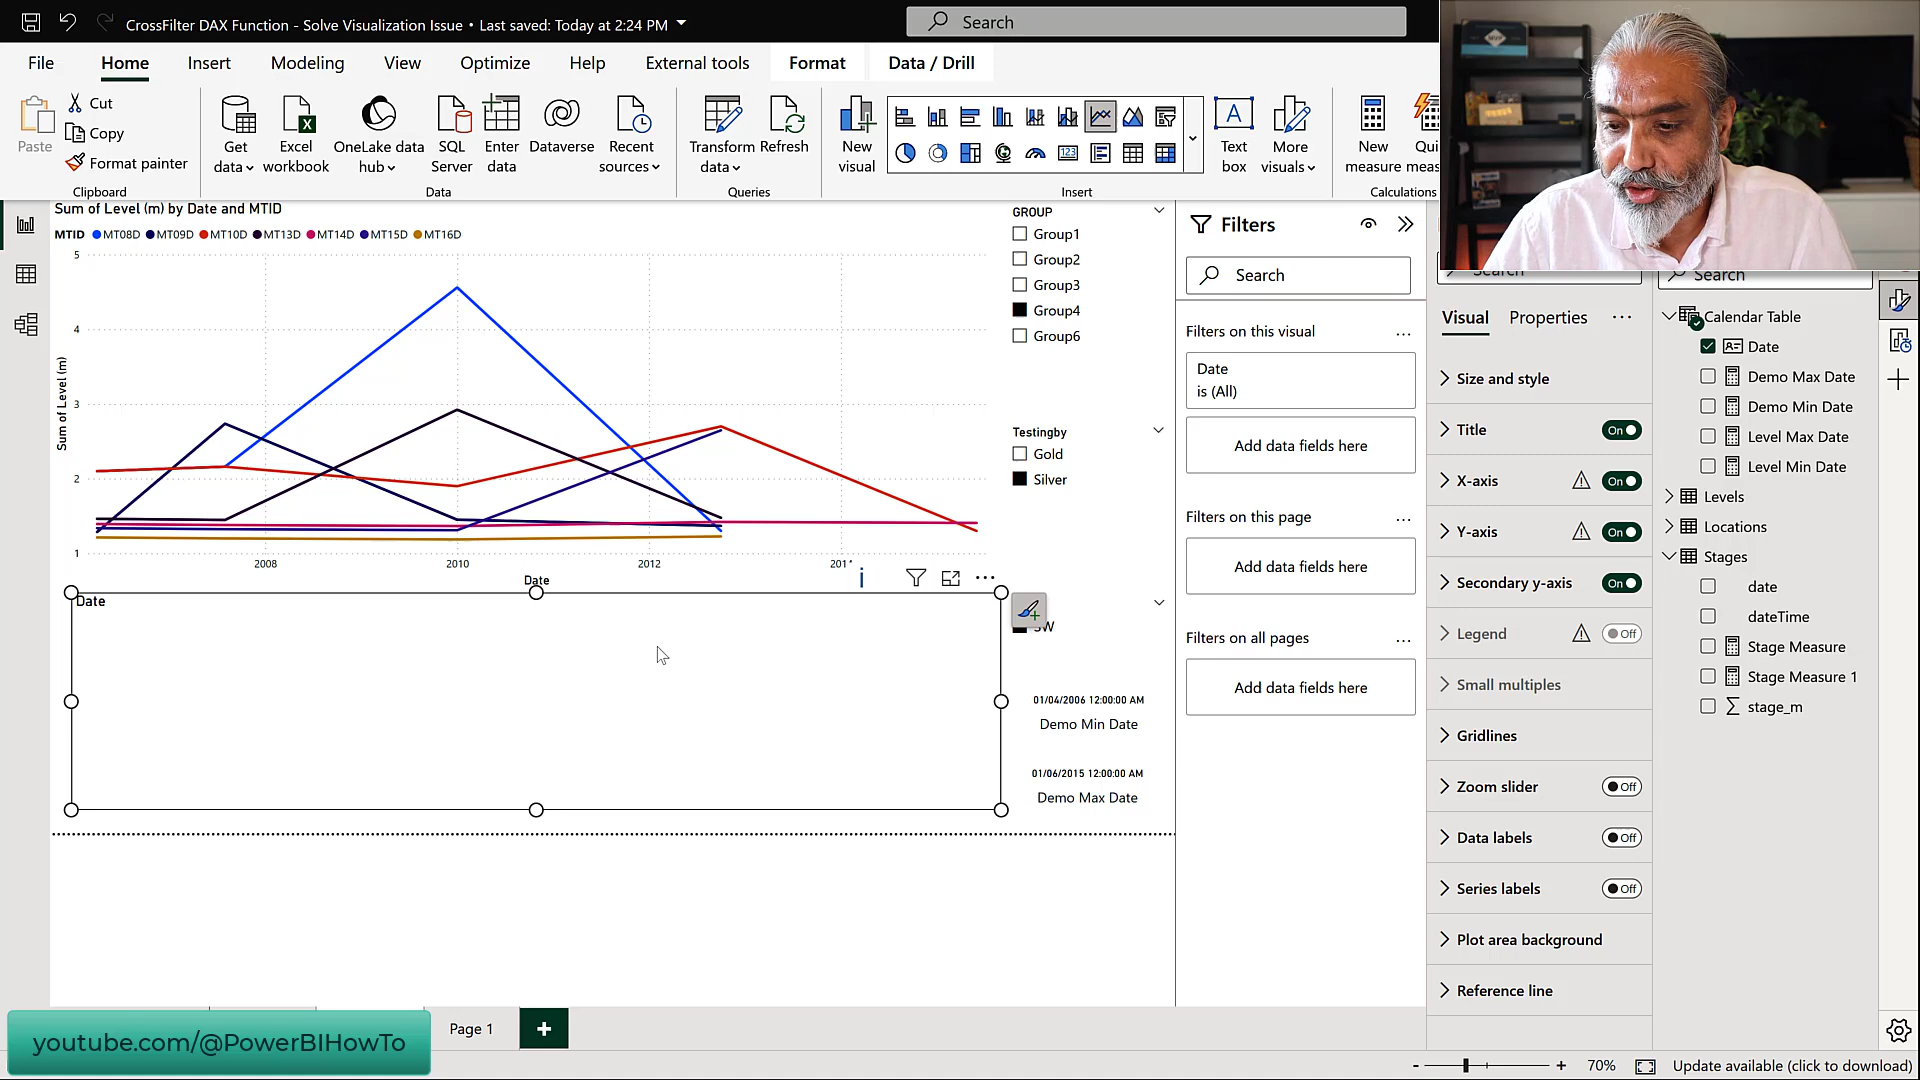 CrossFilter DAX Function - Solve Visualization Issue • Last saved: Today at 2:24 PM
Search
File Home Insert Modeling View Optimize Help External tools Format Data / Drill
Paste
Cut
Copy
Format painter
Clipboard
Get data
Excel workbook
OneLake data hub
SQL Server
Enter data
Dataverse
Recent sources
Data
Transform data
Refresh
Queries
New visual
Insert
A
Text box
More visuals
New measure
Calculations
Sum of Level (m) by Date and MTID
MTID MT08D MT09D MT10D MT13D MT14D MT15D MT16D
Sum of Level (m)
5
4
3
2
1
2008 2010 2012
Date
Date
GROUP
Group1
Group2
Group3
Group4
Group6
Testingby
Gold
Silver
01/04/2006 12:00:00 AM
Demo Min Date
01/06/2015 12:00:00 AM
Demo Max Date
Filters
Search
Filters on this visual
Date
is (All)
Add data fields here
Filters on this page
Add data fields here
Filters on all pages
Add data fields here
Search
Visual Properties
Size and style
Title On
X-axis On
Y-axis On
Secondary y-axis On
Legend Off
Small multiples
Gridlines
Zoom slider Off
Data labels Off
Series labels Off
Plot area background
Reference line
Search
Calendar Table
Date
Demo Max Date
Demo Min Date
Level Max Date
Level Min Date
Levels
Locations
Stages
date
dateTime
Stage Measure
Stage Measure 1
stage_m
youtube.com/@PowerBIHowTo
Page 1
70%
Update available (click to download)